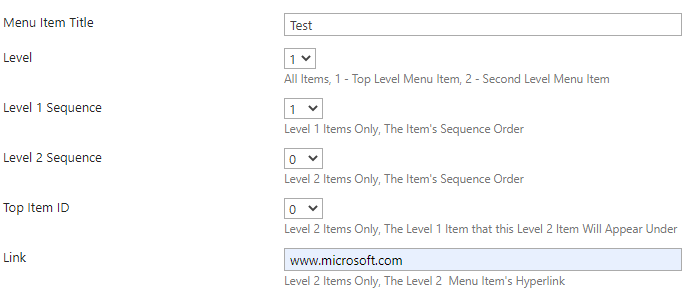 Menu Item Title Test
Level 1
All Items, 1 - Top Level Menu Item, 2 - Second Level Menu Item
Level 1 Sequence 1
Level 1 Items Only, The Item's Sequence Order
Level 2 Sequence 0
Level 2 Items Only, The Item's Sequence Order
Top Item ID 0
Level 2 Items Only, The Level 1 Item that this Level 2 Item Will Appear Under
Link www.microsoft.com
Level 2 Items Only, The Level 2  Menu Item's Hyperlink